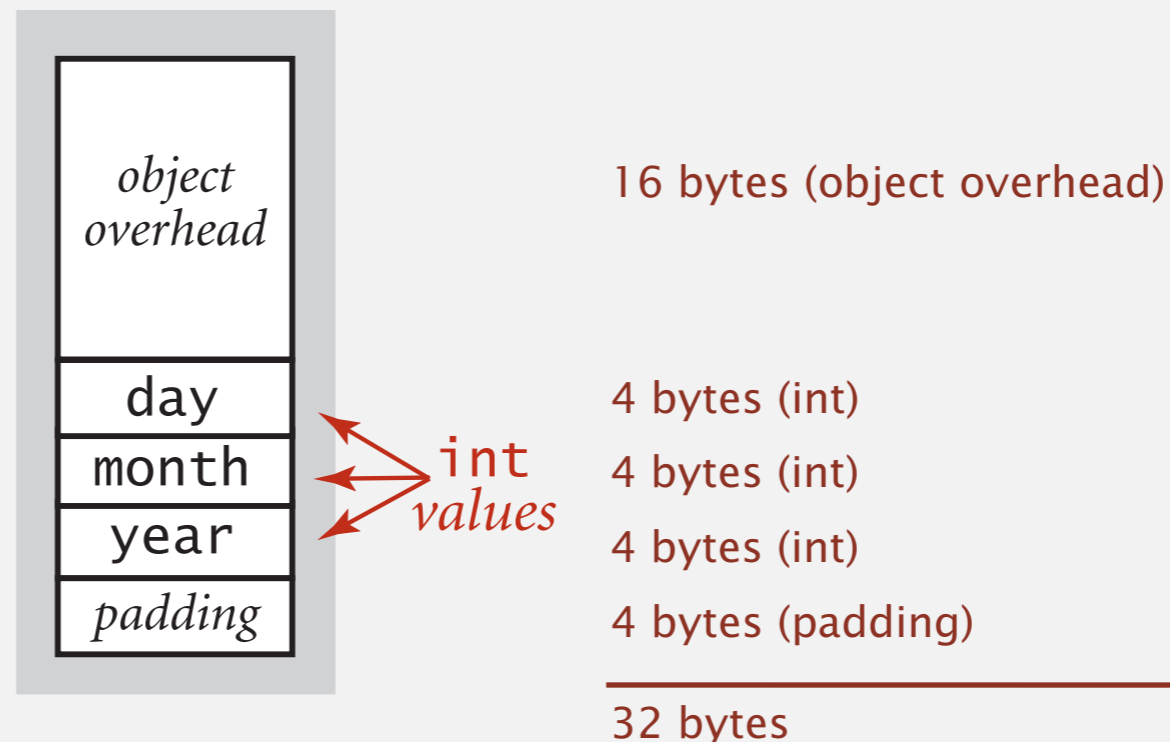 object
overhead
16 bytes (object overhead)
day
4 bytes (int)
month
int
values
4 bytes (int)
year
4 bytes (int)
padding
4 bytes (padding)
32 bytes